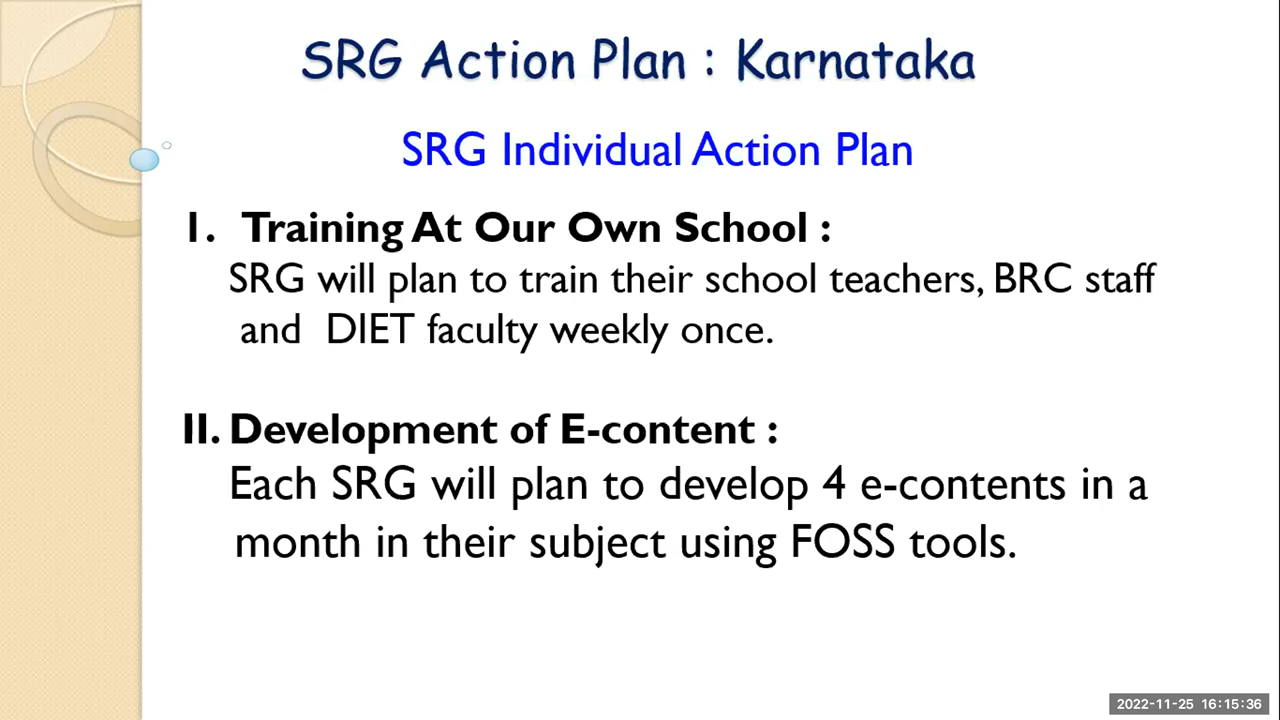 SRG Action Plan : Karnataka
SRG Individual Action Plan
I. Training At Our Own School :
SRG will plan to train their school teachers, BRC staff
and DIET faculty weekly once.
II. Development of E-content :
Each SRG will plan to develop 4 e-contents in a
month in their subject using FOSS tools.
2022-11-25 16:15:36